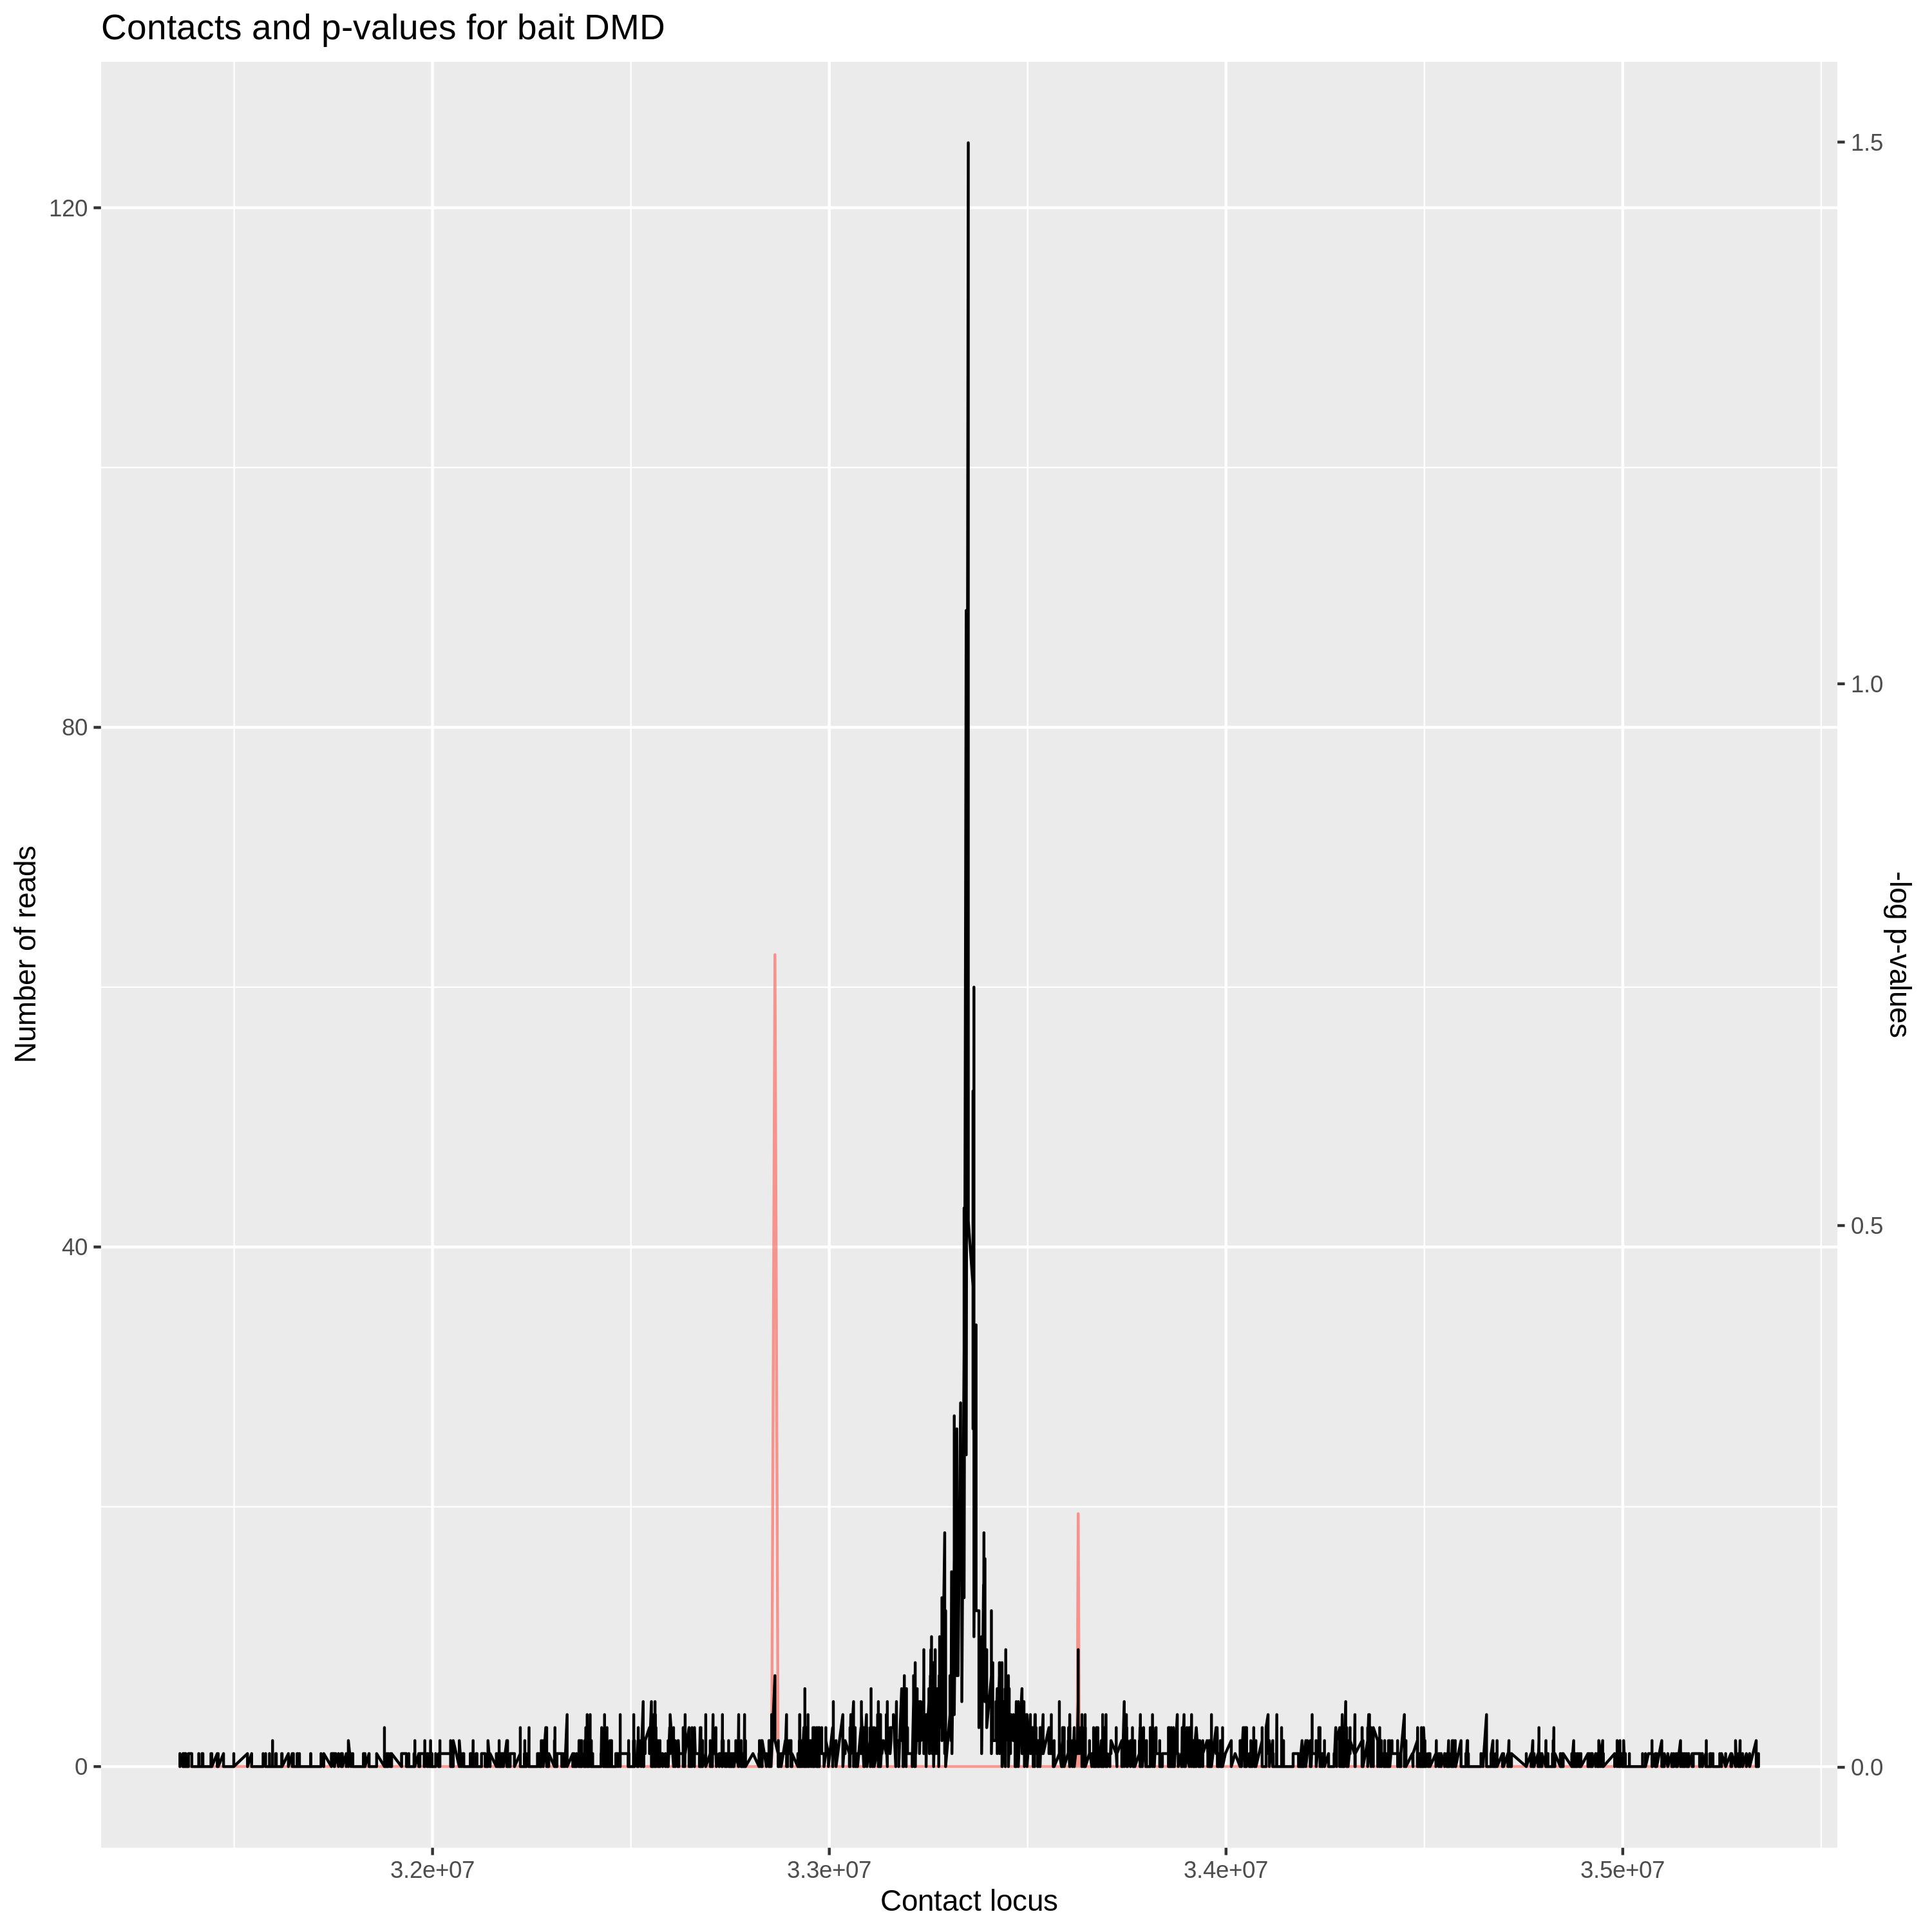 Contacts and p-values for bait DMD
120
80
40
0
Number of reads
1.5
1.0
0.5
0.0
-log p-values
3.2e+07
3.3e+07
3.4e+07
3.5e+07
Contact locus